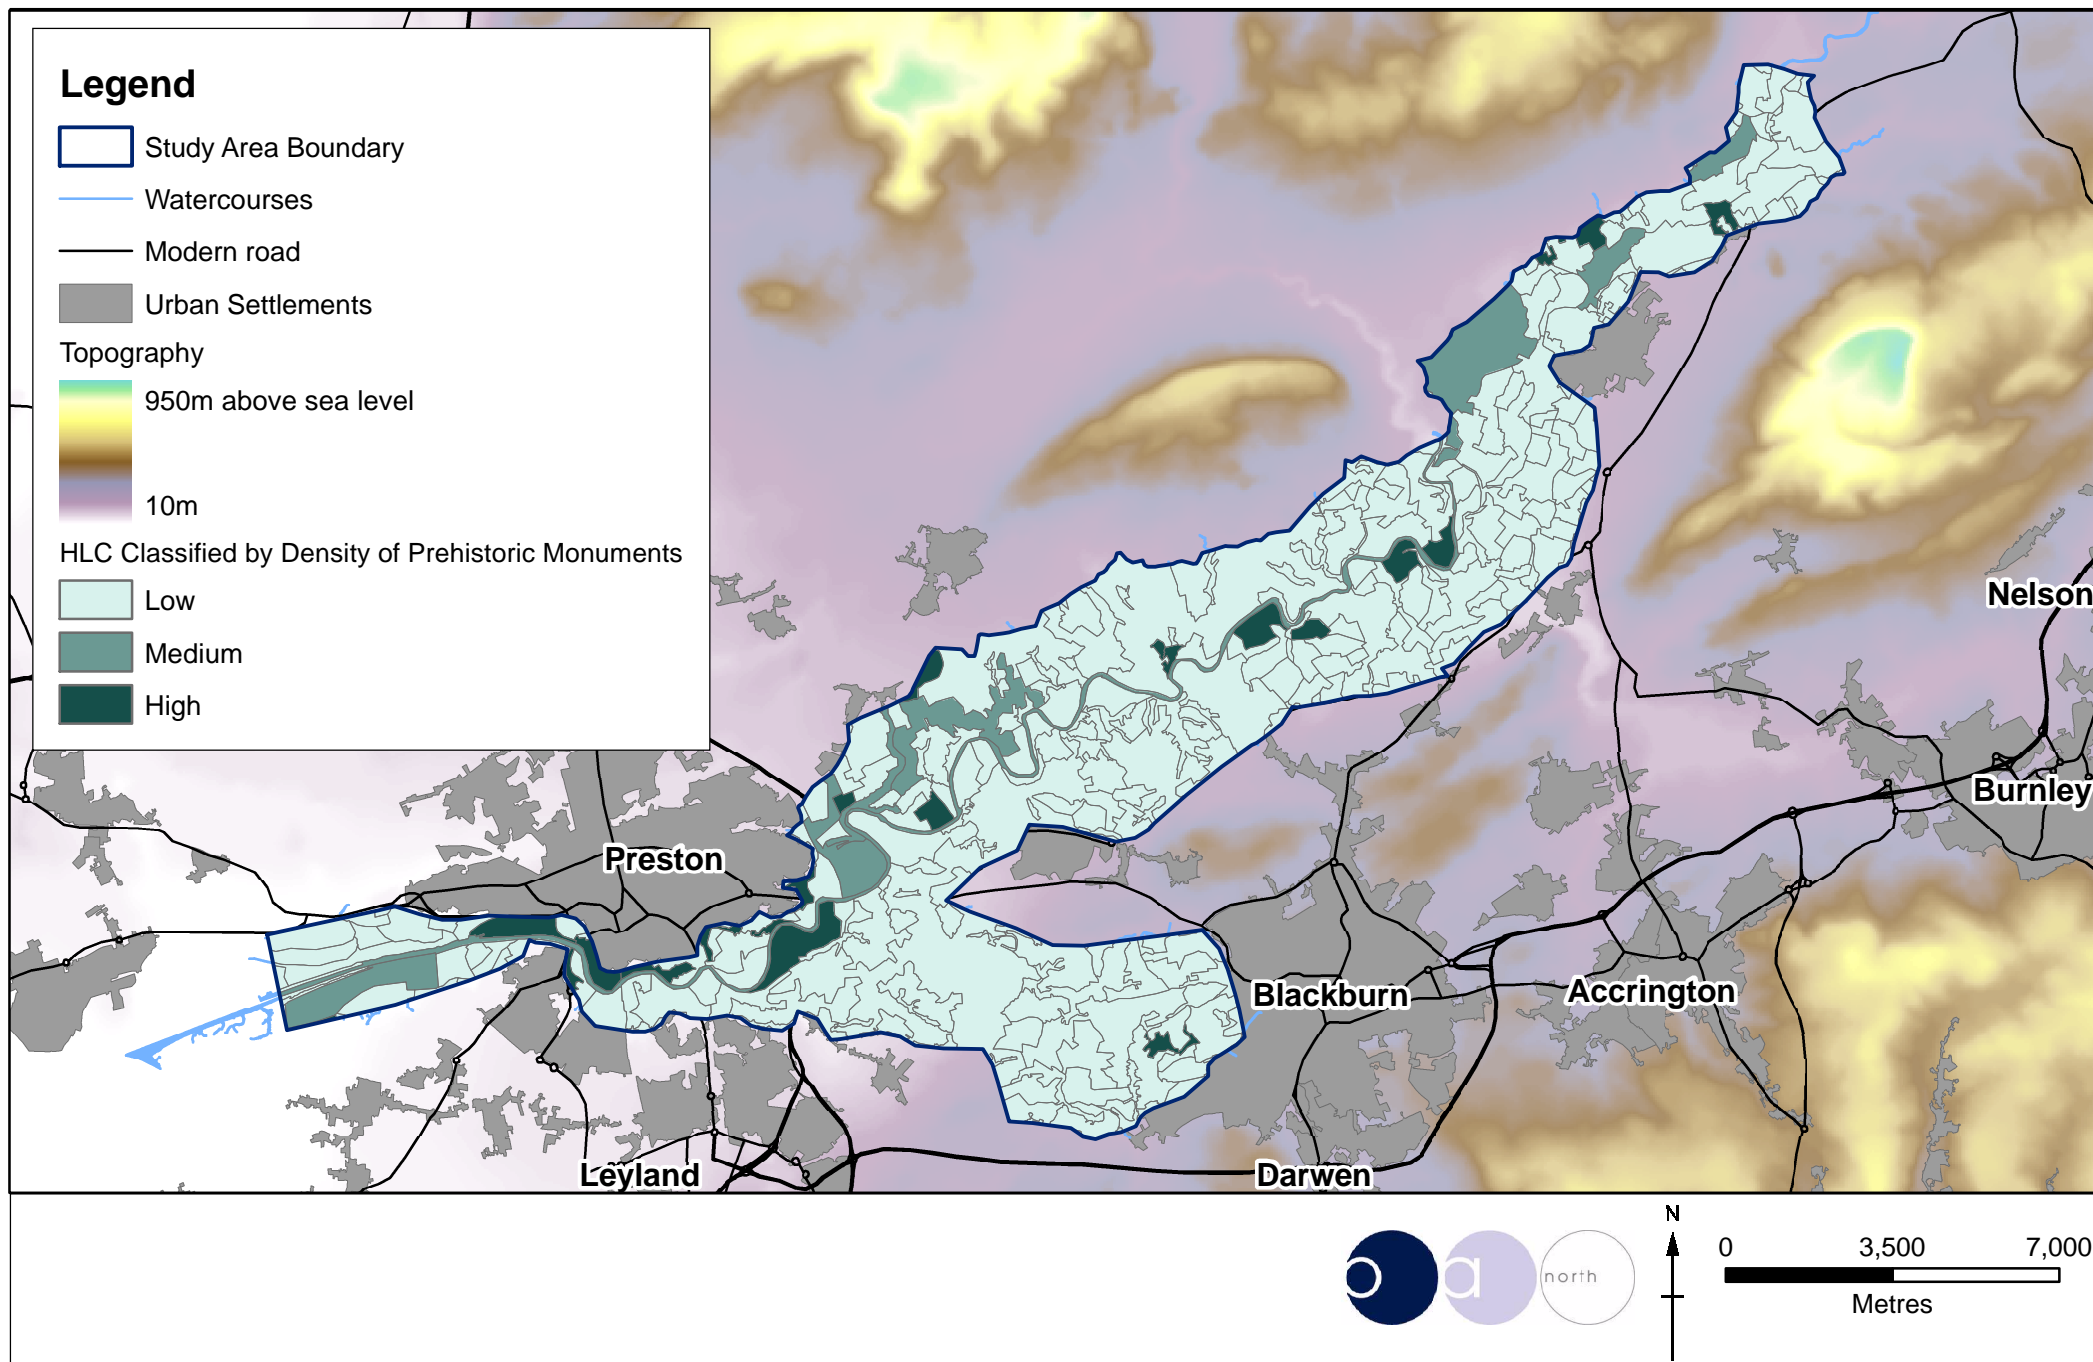 Legend
Study Area Boundary
Watercourses
Modern road
Urban Settlements
Topography
950m above sea level
10m
HLC Classified by Density of Prehistoric Monuments
Low
Medium
High
Nelson
Burnley
Preston
Blackburn
Accrington
Leyland
Darwen
o a north
N
0 3,500 7,000
Metres